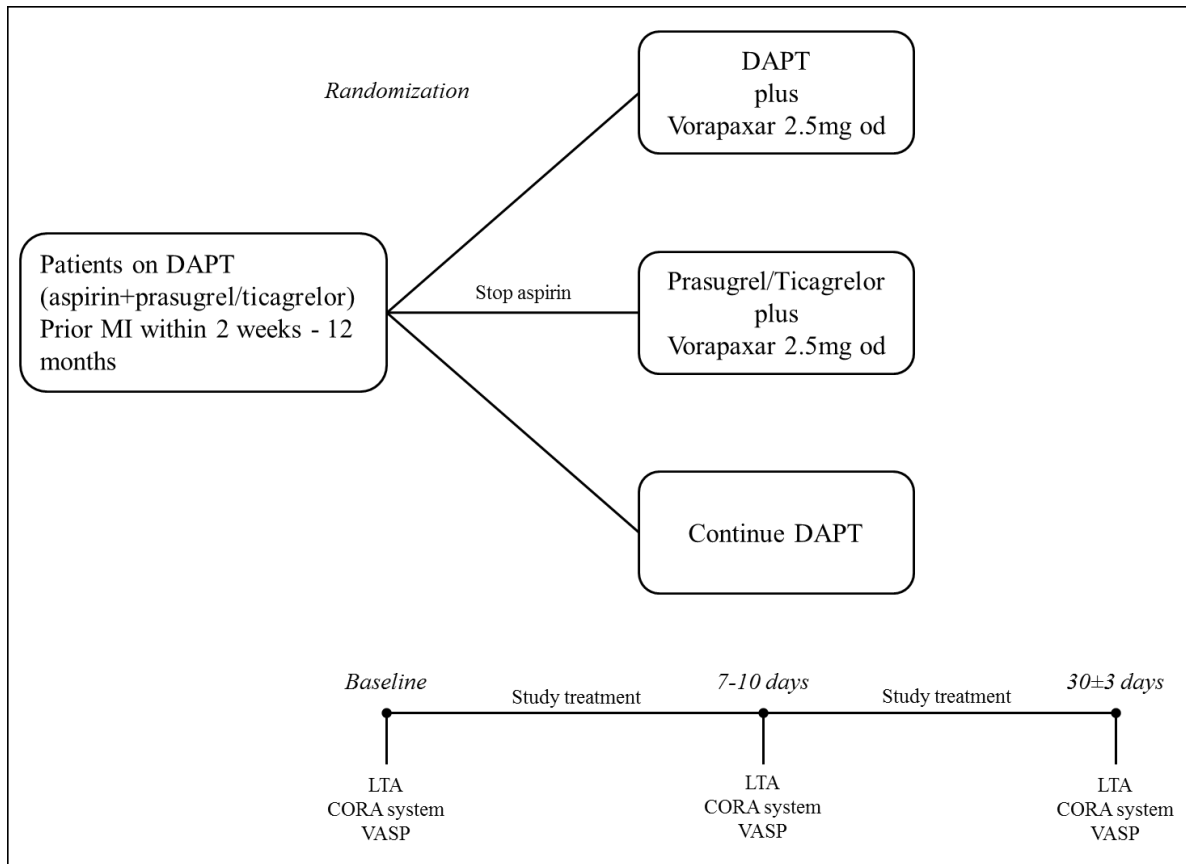 Randomization
DAPT
plus
Vorapaxar 2.5mg od
Patients on DAPT
(aspirin+prasugrel/ticagrelor)
Prior MI within 2 weeks - 12
months
Stop aspirin
Prasugrel/Ticagrelor
plus
Vorapaxar 2.5mg od
Continue DAPT
Baseline
Study treatment
7-10 days
Study treatment
30±3 days
LTA
CORA system
VASP
LTA
CORA system
VASP
LTA
CORA system
VASP